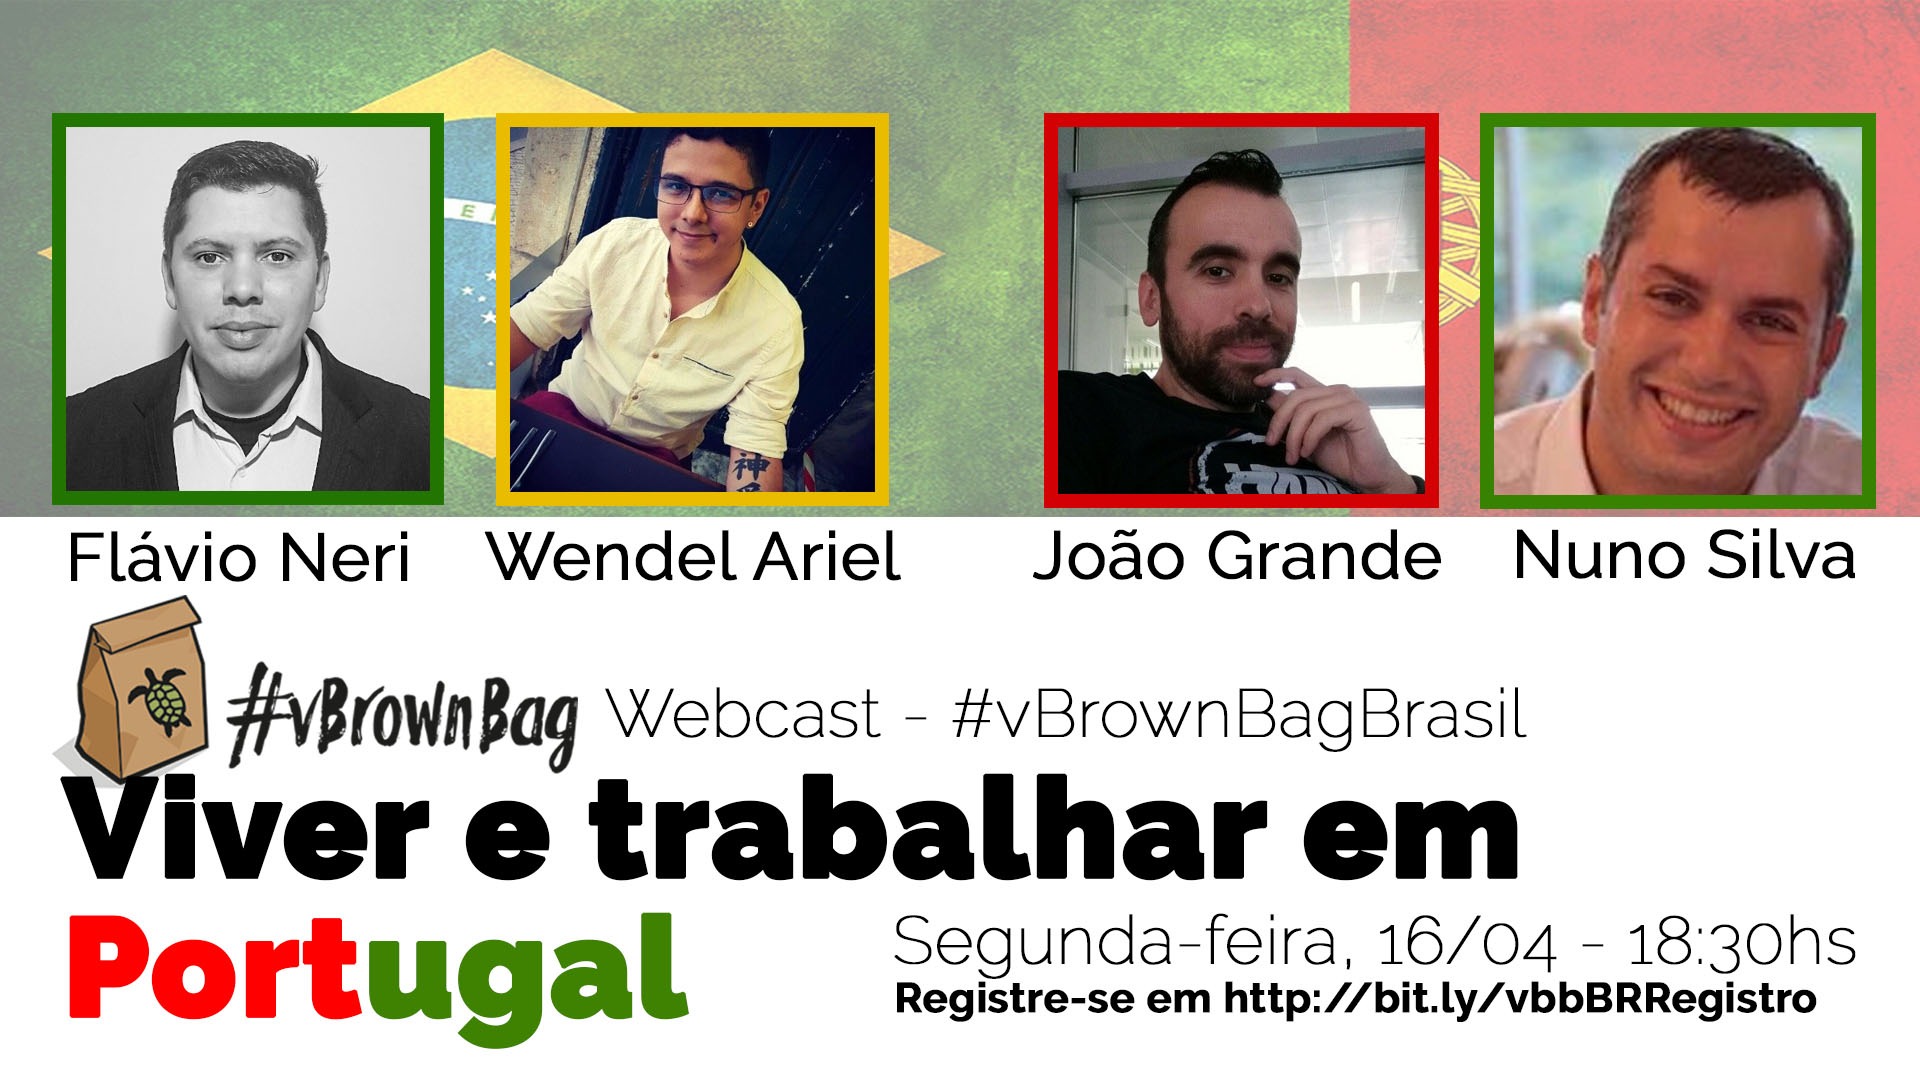 Flávio Neri
Wendel Ariel
João Grande
Nuno Silva
#vBrownBag Webcast - #vBrownBagBrasil
Viver e trabalhar em
Portugal
Segunda-feira, 16/04 - 18:30hs
Registre-se em http://bit.ly/vbbBRRegistro